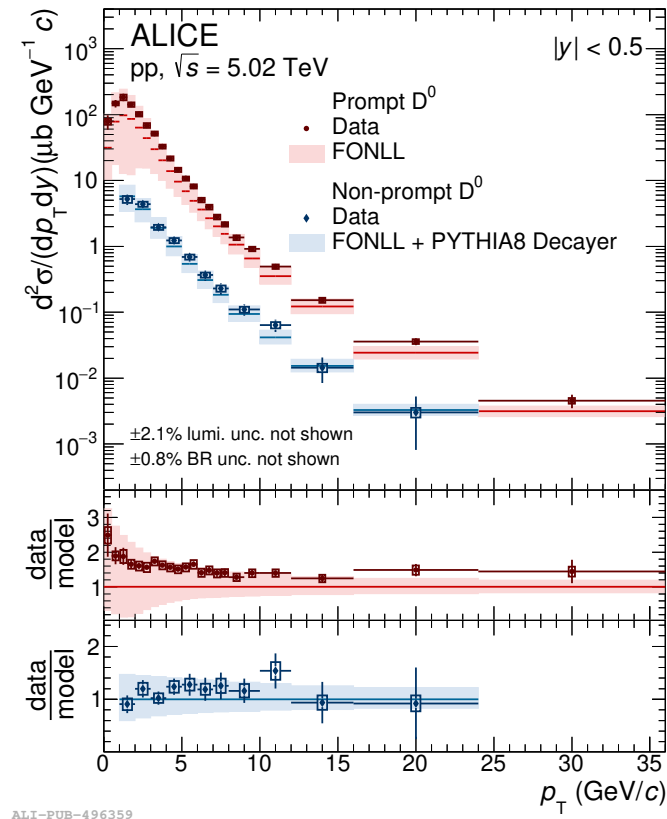 ALICE
pp, √s = 5.02 TeV
|y| < 0.5
Prompt D⁰
Data
FONLL
Non-prompt D⁰
Data
FONLL + PYTHIA8 Decayer
d²σ/(dp_T dy) (μb GeV⁻¹ c)
10³
10²
10
1
10⁻¹
10⁻²
10⁻³
±2.1% lumi. unc. not shown
±0.8% BR unc. not shown
data
model
3
2
1
data
model
2
1
0 5 10 15 20 25 30 35
p_T (GeV/c)
ALI-PUB-496359